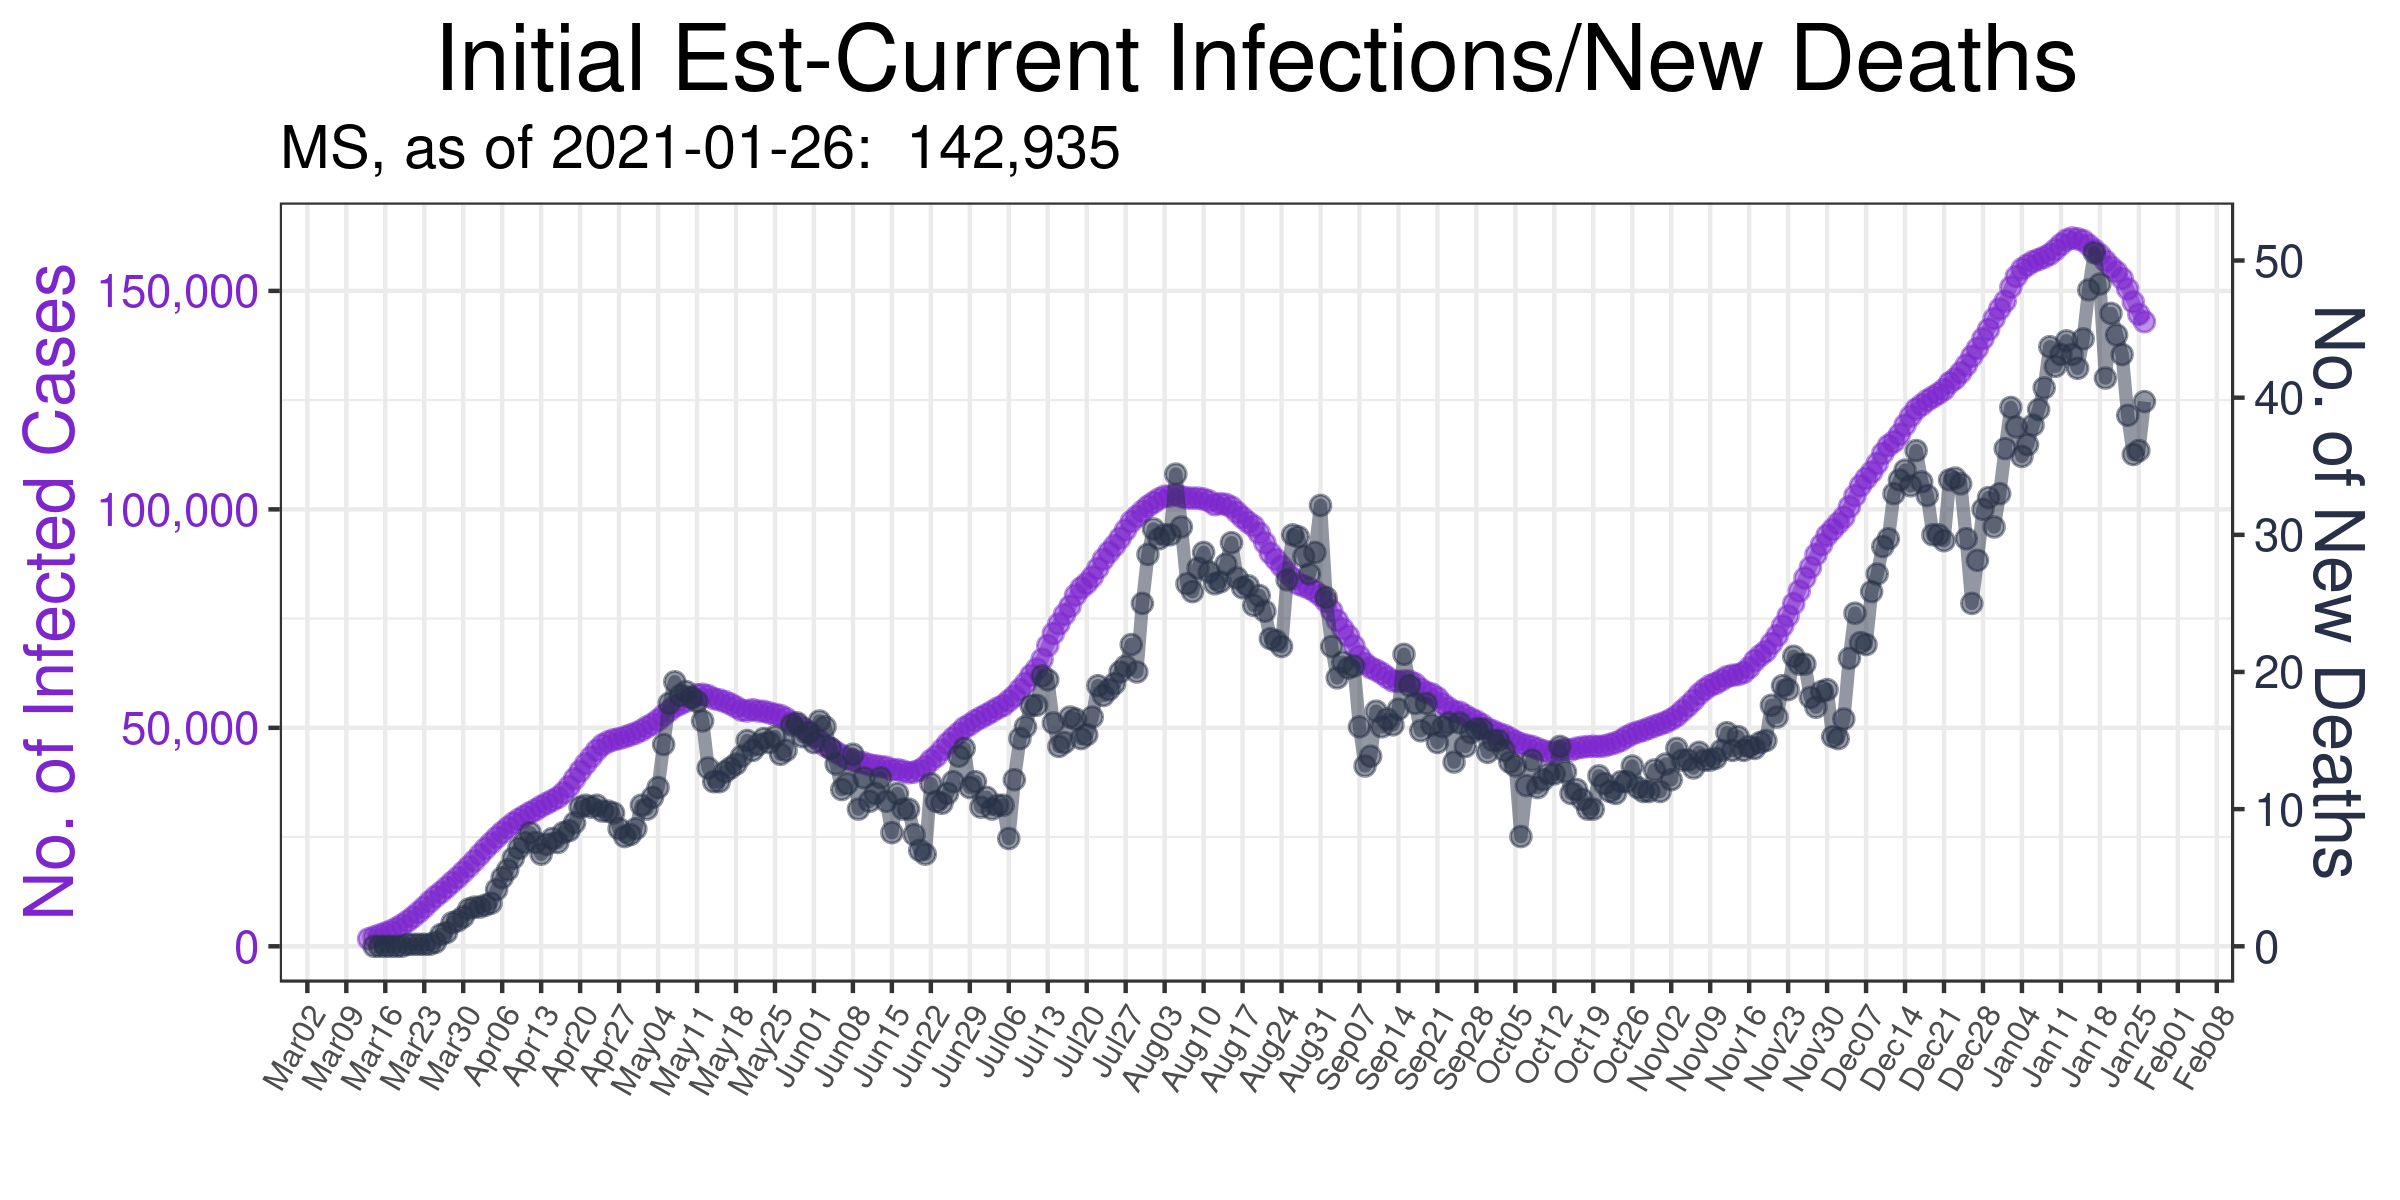 Initial Est-Current Infections/New Deaths
MS, as of 2021-01-26:  142,935
No. of Infected Cases
150,000
100,000
50,000
0
50
40
30
20
10
0
No. of New Deaths
Mar02
Mar09
Mar16
Mar23
Mar30
Apr06
Apr13
Apr20
Apr27
May04
May11
May18
May25
Jun01
Jun08
Jun15
Jun22
Jun29
Jul06
Jul13
Jul20
Jul27
Aug03
Aug10
Aug17
Aug24
Aug31
Sep07
Sep14
Sep21
Sep28
Oct05
Oct12
Oct19
Oct26
Nov02
Nov09
Nov16
Nov23
Nov30
Dec07
Dec14
Dec21
Dec28
Jan04
Jan11
Jan18
Jan25
Feb01
Feb08